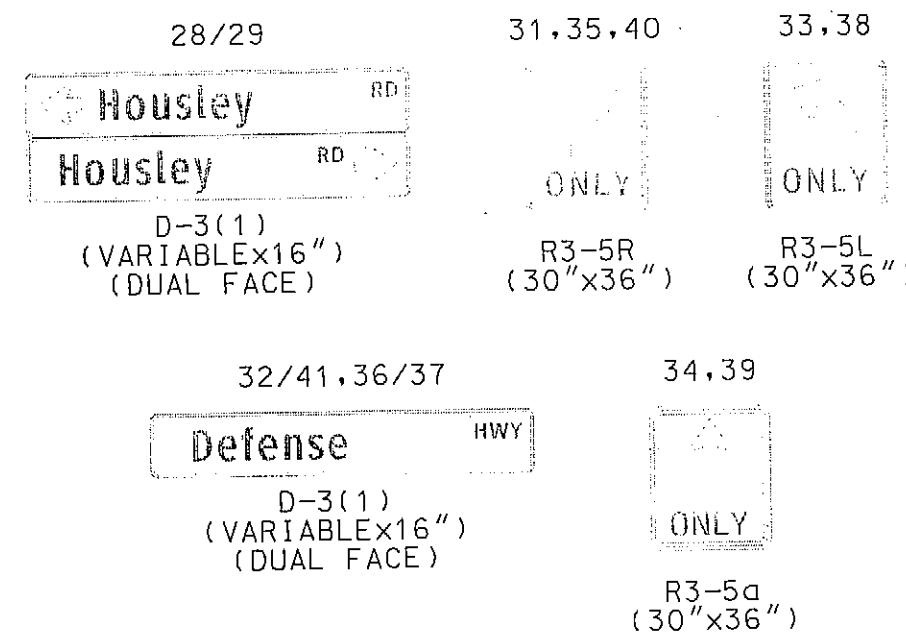 28/29
Housley RD
Housley RD
D-3(1)
(VARIABLEx16")
(DUAL FACE)
31,35,40
ONLY
R3-5R
(30"x36")
33,38
ONLY
R3-5L
(30"x36")
32/41,36/37
Defense HWY
D-3(1)
(VARIABLEx16")
(DUAL FACE)
34,39
ONLY
R3-5a
(30"x36")